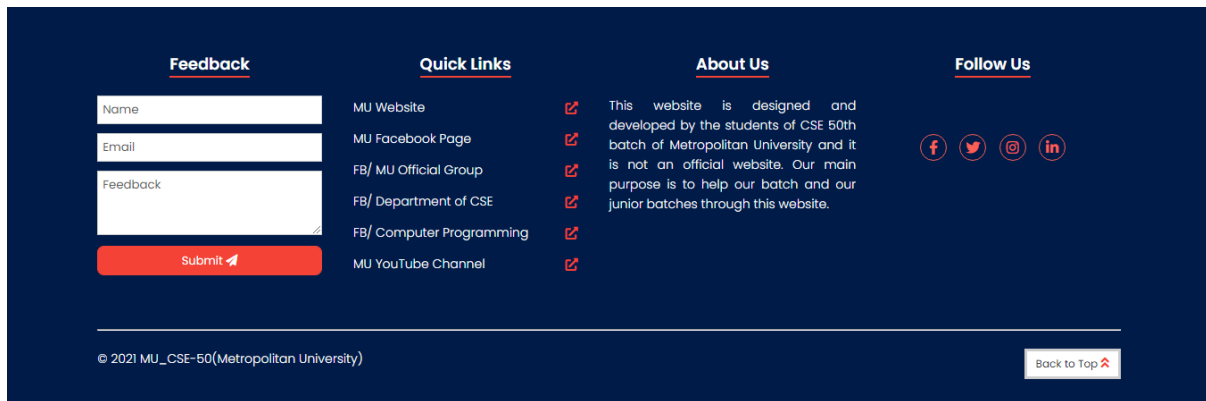 Feedback
Name
Email
Feedback
Submit
Quick Links
MU Website
MU Facebook Page
FB/ MU Official Group
FB/ Department of CSE
FB/ Computer Programming
MU YouTube Channel
About Us
This website is designed and
developed by the students of CSE 50th
batch of Metropolitan University and it
is not an official website. Our main
purpose is to help our batch and our
junior batches through this website.
Follow Us
© 2021 MU_CSE-50(Metropolitan University)
Back to Top